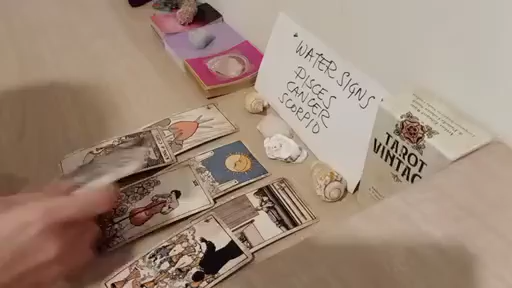 WATER SIGNS
PISCES
CANCER
SCORPIO
TAROT
VINTAG